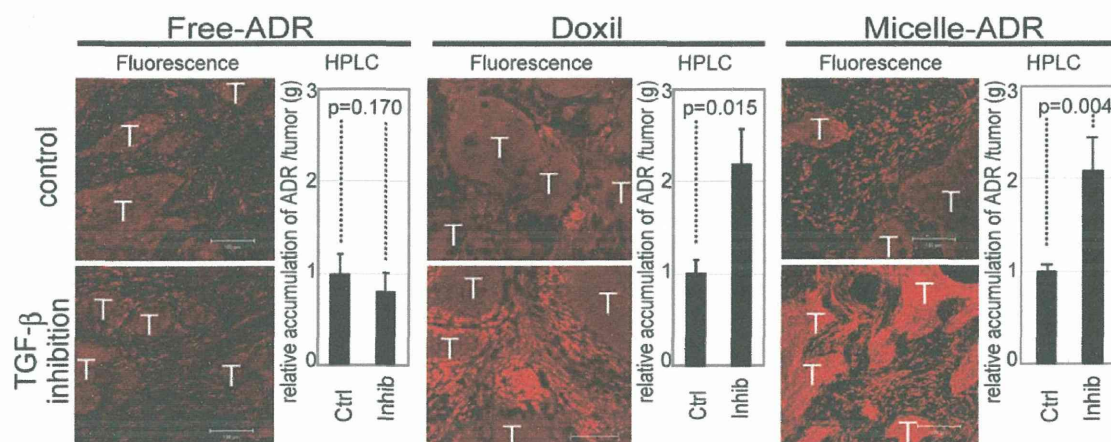 Free-ADR
Doxil
Micelle-ADR
Fluorescence
HPLC
Fluorescence
HPLC
Fluorescence
HPLC
control
TGF-β
inhibition
T
T
T
T
T
T
T
relative accumulation of ADR /tumor (g)
3
2
1
0
p=0.170
Ctrl
Inhib
T
T
T
T
T
T
T
T
relative accumulation of ADR /tumor (g)
3
2
1
0
p=0.015
Ctrl
Inhib
T
T
T
T
T
T
T
T
relative accumulation of ADR /tumor (g)
3
2
1
0
p=0.004
Ctrl
Inhib